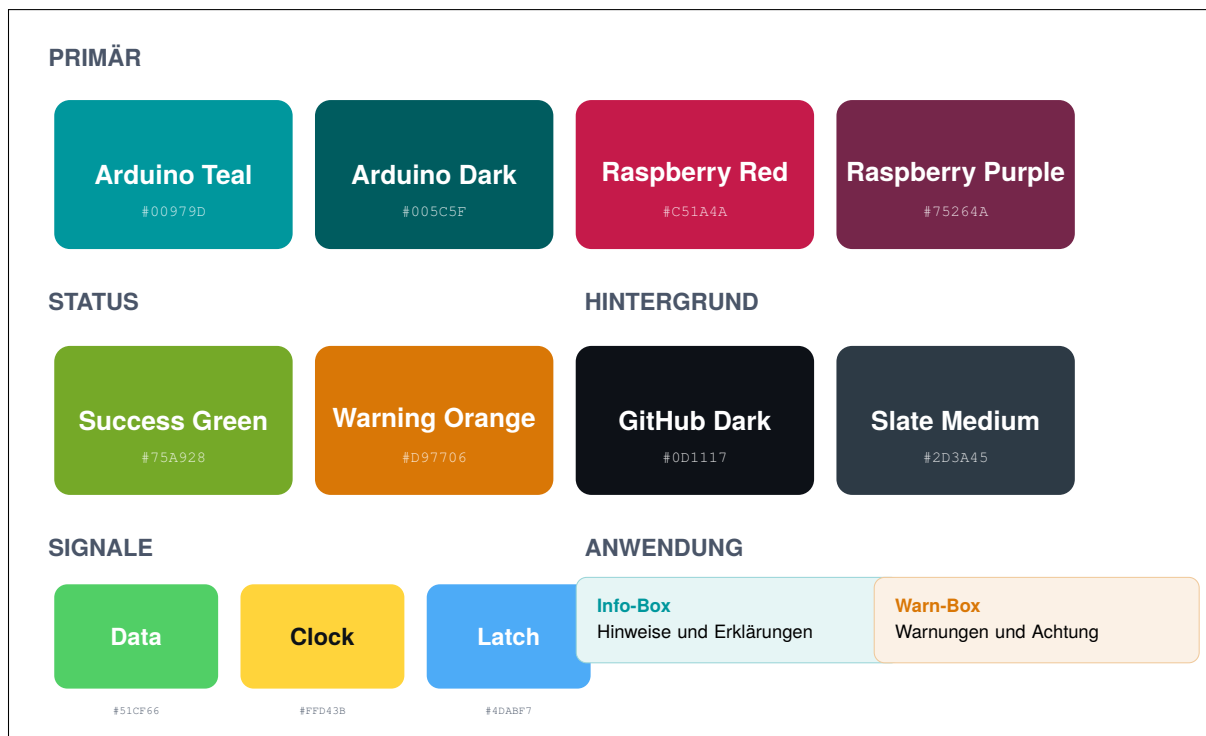 PRIMÄR
Arduino Teal
#00979D
Arduino Dark
#005C5F
Raspberry Red
#C51A4A
Raspberry Purple
#75264A
STATUS
HINTERGRUND
Success Green
#75A928
Warning Orange
#D97706
GitHub Dark
#0D1117
Slate Medium
#2D3A45
SIGNALE
ANWENDUNG
Data
#51CF66
Clock
#FFD43B
Latch
#4DABF7
Info-Box
Hinweise und Erklärungen
Warn-Box
Warnungen und Achtung